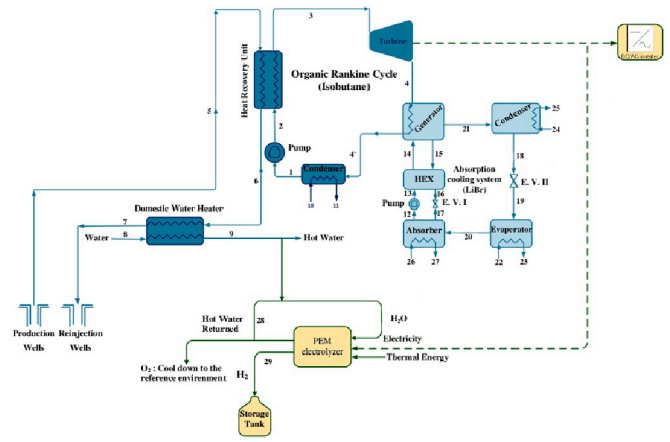 3
Turbine
DC/AC inverter
Heat Recovery Unit
Organic Rankine Cycle
(Isobutane)
4
5
2
Generator
21
Condenser
25
24
Pump
4'
14
15
18
1
Condenser
HEX
Absorption
cooling system
(LiBr)
E. V. II
6
10
11
13
16
E. V. I
19
Pump
12
17
Domestic Water Heater
7
Water
8
9
Hot Water
Absorber
20
Evaporator
26
27
22
23
Production
Wells
Reinjection
Wells
Hot Water
Returned
28
H₂O
Electricity
PEM
electrolyzer
Thermal Energy
O₂ : Cool down to the
reference envirenment
H₂
29
Storage
Tank